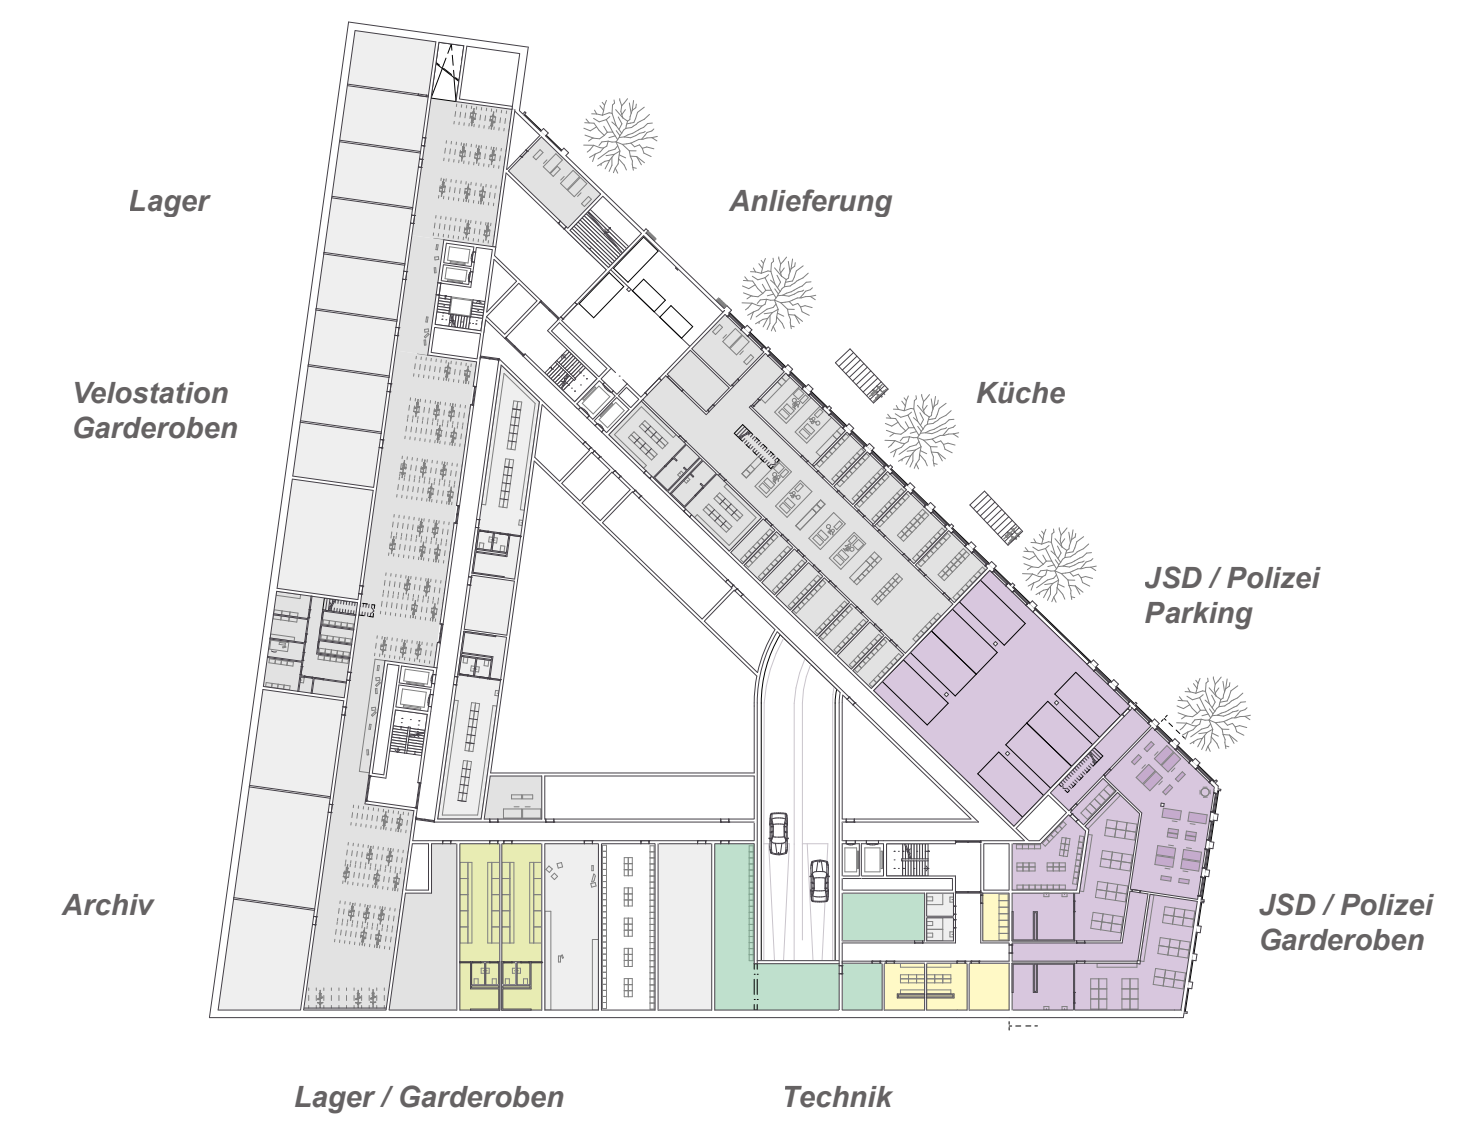 Lager
Anlieferung
Velostation
Garderoben
Küche
JSD / Polizei
Parking
Archiv
JSD / Polizei
Garderoben
Lager / Garderoben
Technik